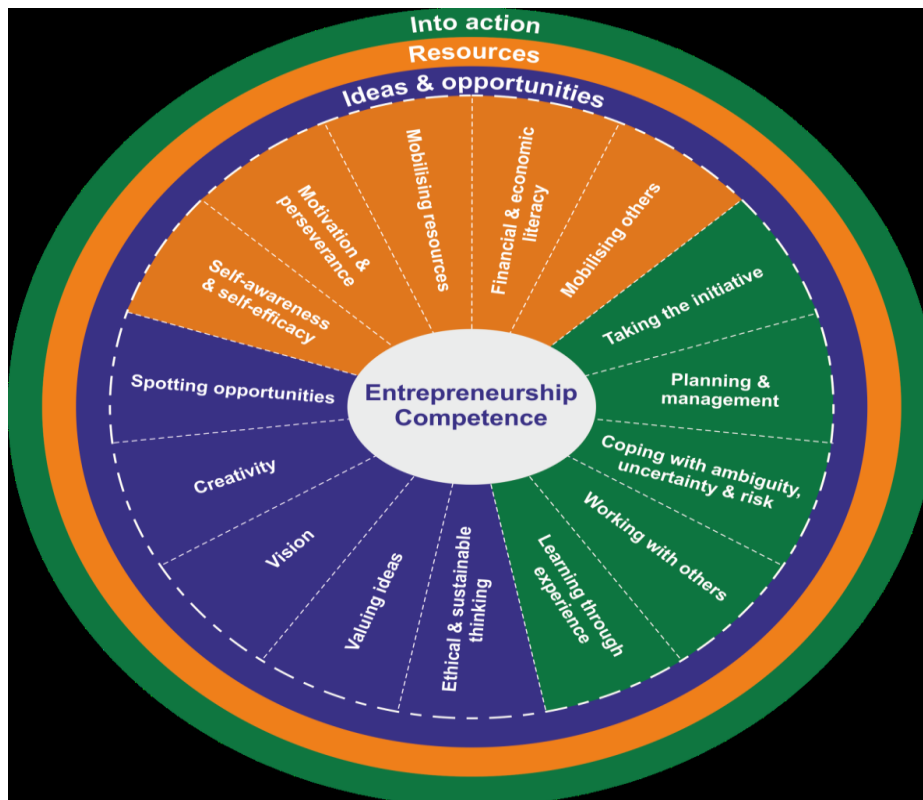 Into action
Resources
Ideas & opportunities
Self-awareness
& self-efficacy
Motivation &
perseverance
Mobilising resources
Financial & economic
literacy
Mobilising others
Taking the initiative
Planning &
management
Coping with ambiguity,
uncertainty & risk
Working with others
Learning through
experience
Ethical & sustainable
thinking
Valuing ideas
Vision
Creativity
Spotting opportunities
Entrepreneurship
Competence